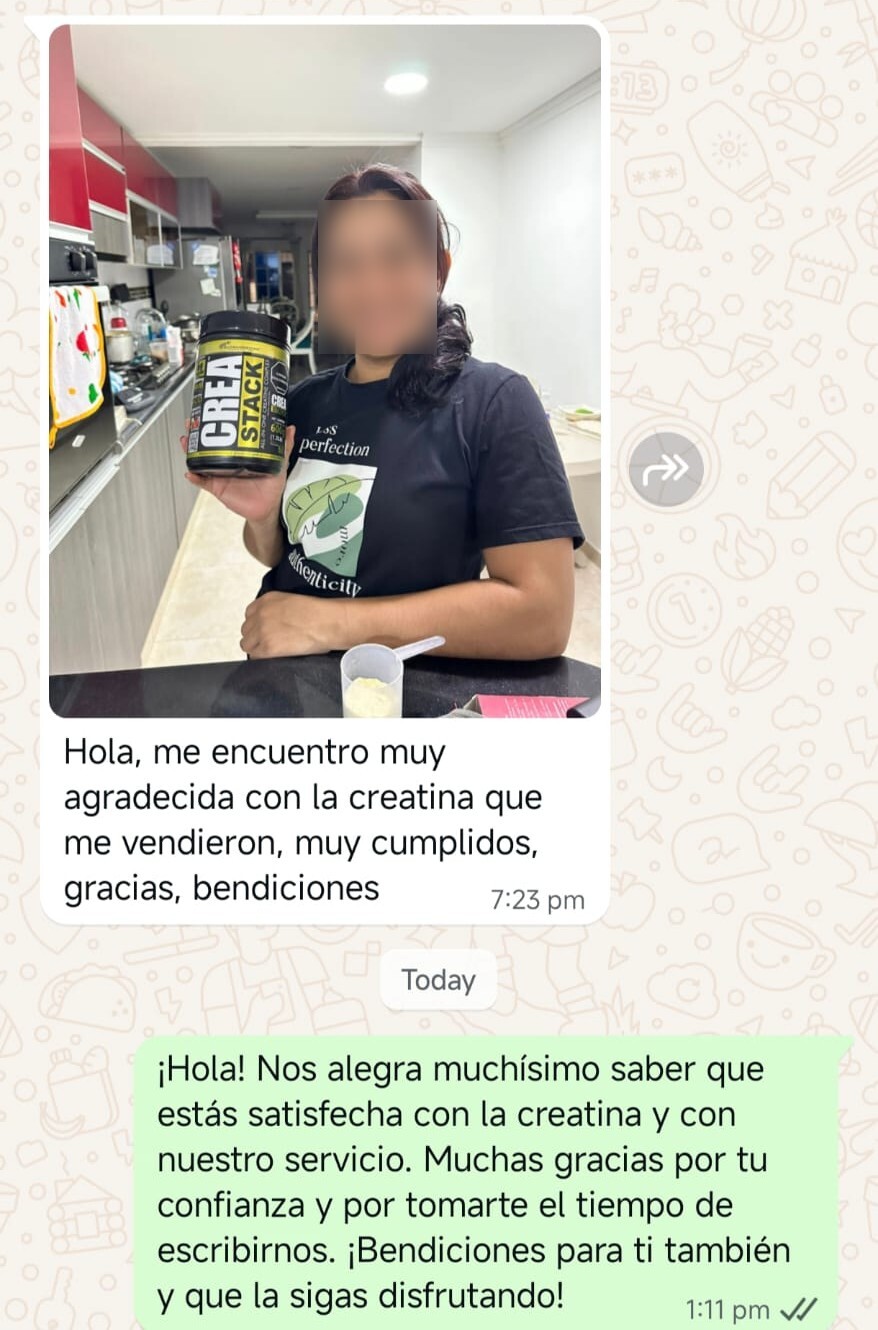 CREA
STACK
CREA
Less
perfection
more
authenticity
Hola, me encuentro muy
agradecida con la creatina que
me vendieron, muy cumplidos,
gracias, bendiciones
7:23 pm
Today
¡Hola! Nos alegra muchísimo saber que
estás satisfecha con la creatina y con
nuestro servicio. Muchas gracias por tu
confianza y por tomarte el tiempo de
escribirnos. ¡Bendiciones para ti también
y que la sigas disfrutando!
1:11 pm